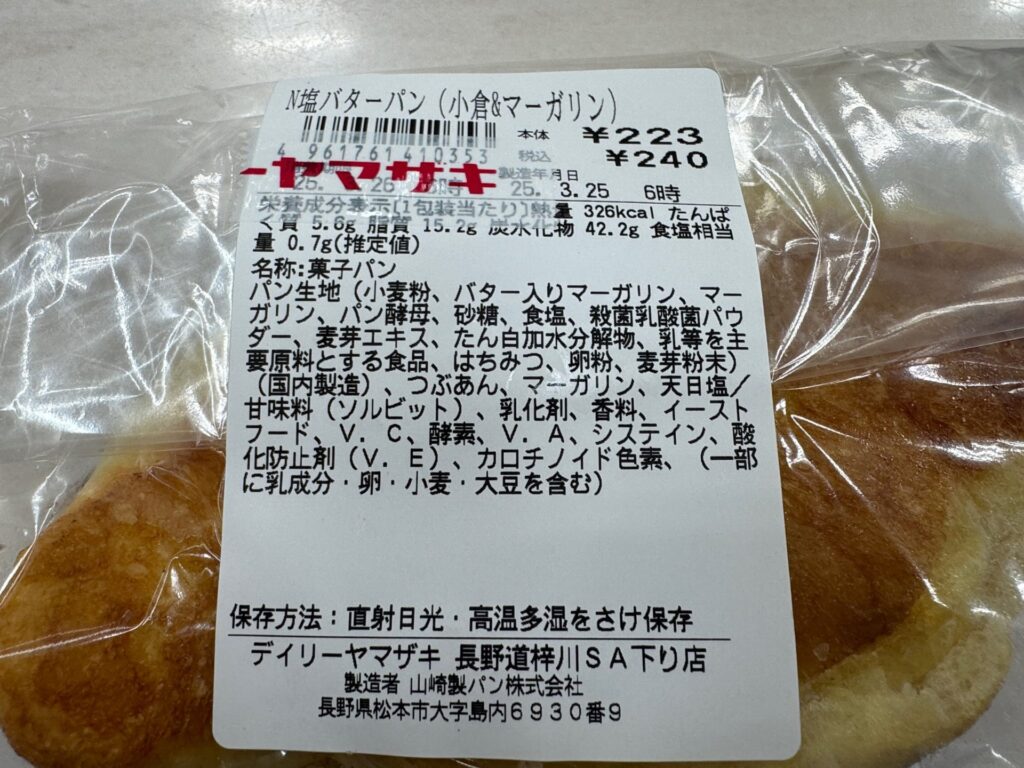 N塩バターパン（小倉&マーガリン）
本体 ¥223
4 961761 410353
税込 ¥240
ーヤマザキ
製造年月日
25. 26 6時 25. 3.25 6時
栄養成分表示[1包装当たり]熱量 326kcal たんぱ
く質 5.6g 脂質 15.2g 炭水化物 42.2g 食塩相当
量 0.7g(推定値)
名称:菓子パン
パン生地（小麦粉、バター入りマーガリン、マー
ガリン、パン酵母、砂糖、食塩、殺菌乳酸菌パウ
ダー、麦芽エキス、たん白加水分解物、乳等を主
要原料とする食品、はちみつ、卵粉、麦芽粉末）
（国内製造）、つぶあん、マーガリン、天日塩／
甘味料（ソルビット）、乳化剤、香料、イースト
フード、V．C、酵素、V．A、システイン、酸
化防止剤（V．E）、カロチノイド色素、（一部
に乳成分・卵・小麦・大豆を含む）
保存方法：直射日光・高温多湿をさけ保存
デイリーヤマザキ 長野道梓川SA下り店
製造者 山崎製パン株式会社
長野県松本市大字島内6930番9